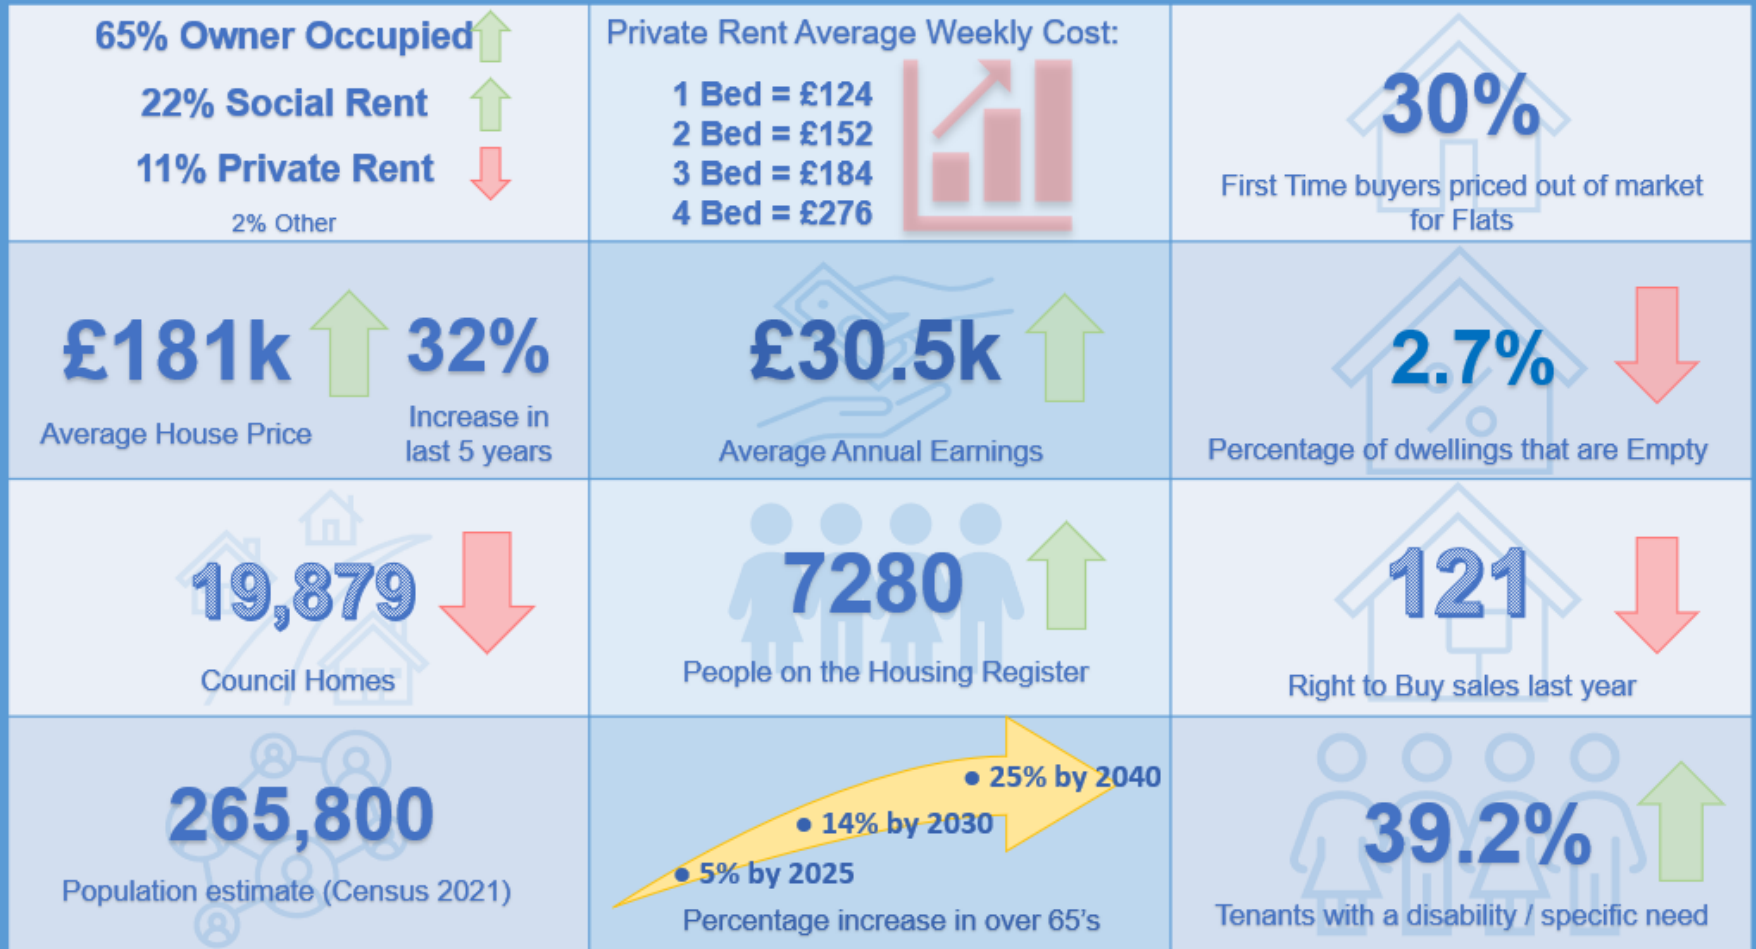 65% Owner Occupied
22% Social Rent
11% Private Rent
2% Other
Private Rent Average Weekly Cost:
1 Bed = £124
2 Bed = £152
3 Bed = £184
4 Bed = £276
30%
First Time buyers priced out of market
for Flats
£181k
Average House Price
32%
Increase in
last 5 years
£30.5k
Average Annual Earnings
2.7%
Percentage of dwellings that are Empty
19,879
Council Homes
7280
People on the Housing Register
121
Right to Buy sales last year
265,800
Population estimate (Census 2021)
• 25% by 2040
• 14% by 2030
• 5% by 2025
Percentage increase in over 65's
39.2%
Tenants with a disability / specific need